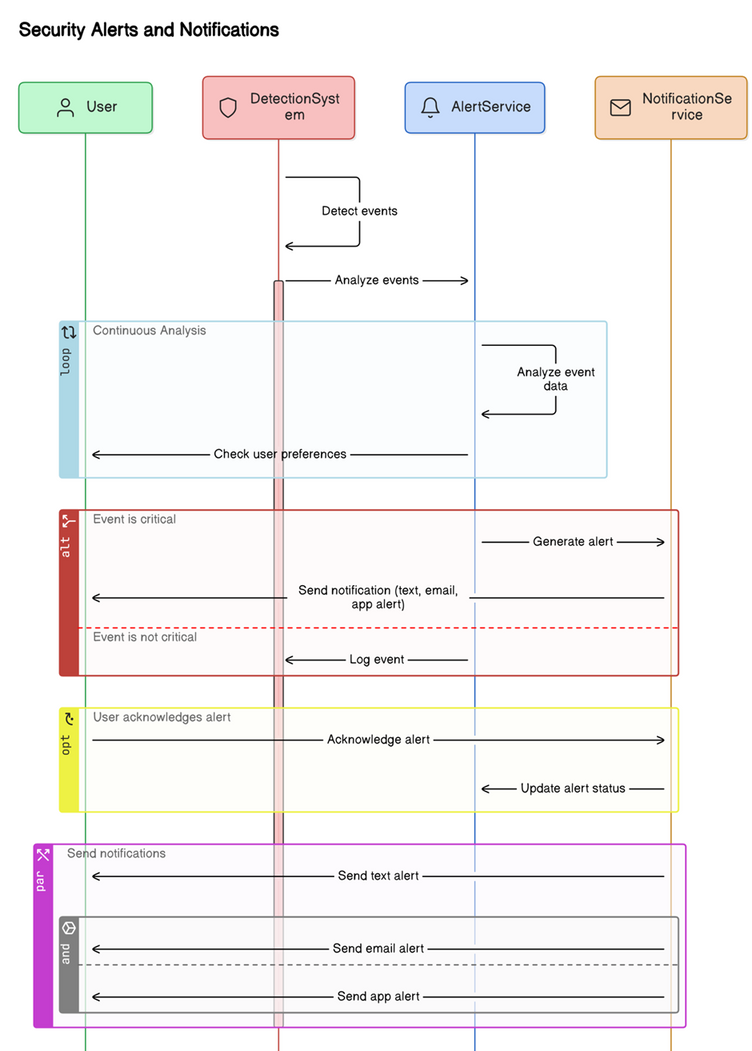 Security Alerts and Notifications
User
DetectionSyst
em
AlertService
NotificationSe
rvice
Detect events
Analyze events
loop
Continuous Analysis
Analyze event
data
Check user preferences
alt
Event is critical
Generate alert
Send notification (text, email,
app alert)
Event is not critical
Log event
opt
User acknowledges alert
Acknowledge alert
Update alert status
par
Send notifications
Send text alert
and
Send email alert
Send app alert